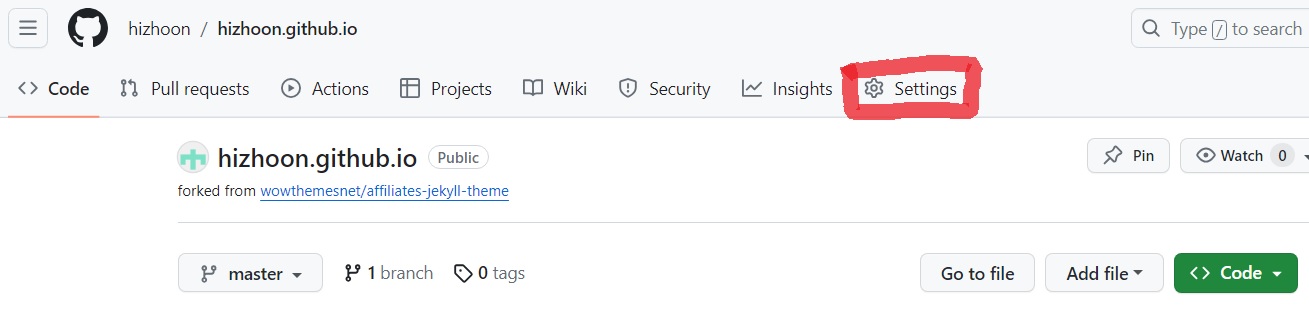 hizhoon / hizhoon.github.io Type / to search
Code Pull requests Actions Projects Wiki Security Insights Settings
hizhoon.github.io Public Pin Watch 0
forked from wowthemesnet/affiliates-jekyll-theme
master 1 branch 0 tags Go to file Add file Code